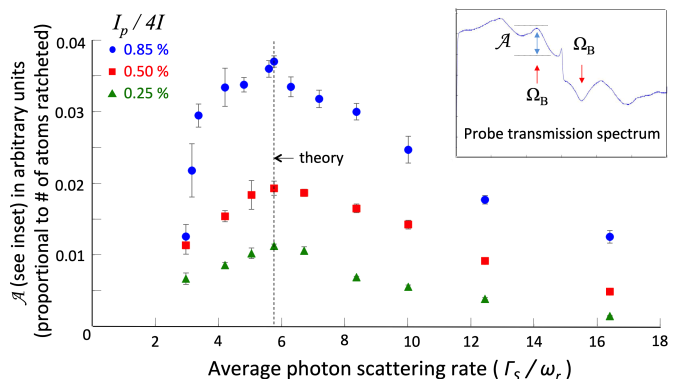 I_p / 4I
0.85 %
0.50 %
0.25 %
𝒜 (see inset) in arbitrary units
(proportional to # of atoms ratcheted)
0.04
0.03
0.02
0.01
0
0 2 4 6 8 10 12 14 16 18
theory
Average photon scattering rate ( Γ_S / ω_r )
𝒜
Ω_B
Ω_B
Probe transmission spectrum